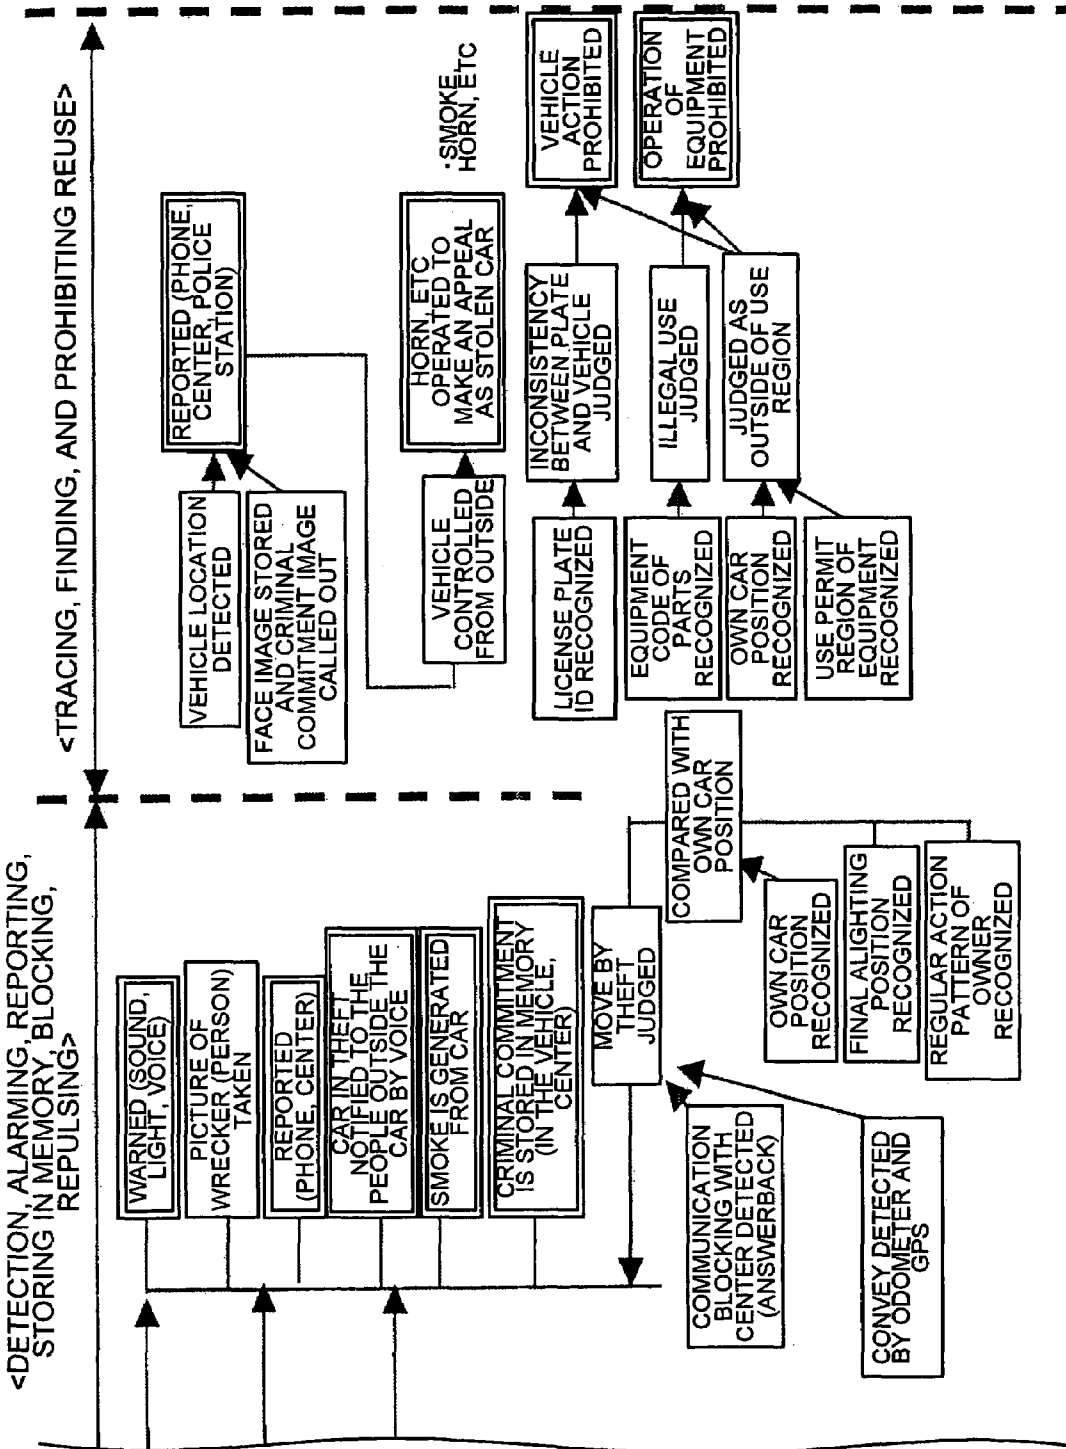 <DETECTION, ALARMING, REPORTING,
STORING IN MEMORY, BLOCKING,
REPULSING>
WARNED (SOUND,
LIGHT, VOICE)
PICTURE OF
WRECKER (PERSON)
TAKEN
REPORTED
(PHONE, CENTER)
CAR IN THEFT
NOTIFIED TO THE
PEOPLE OUTSIDE THE
CAR BY VOICE
SMOKE IS GENERATED
FROM CAR
CRIMINAL COMMITMENT
IS STORED IN MEMORY
(IN THE VEHICLE,
CENTER)
MOVE BY
THEFT
JUDGED
COMMUNICATION
BLOCKING WITH
CENTER DETECTED
(ANSWERBACK)
CONVEY DETECTED
BY ODOMETER AND
GPS
COMPARED WITH
OWN CAR
POSITION
OWN CAR
POSITION
RECOGNIZED
FINAL ALIGHTING
POSITION
RECOGNIZED
REGULAR ACTION
PATTERN OF
OWNER
RECOGNIZED
<TRACING, FINDING, AND PROHIBITING REUSE>
VEHICLE LOCATION
DETECTED
FACE IMAGE STORED
AND CRIMINAL
COMMITMENT IMAGE
CALLED OUT
REPORTED (PHONE,
CENTER, POLICE
STATION)
VEHICLE
CONTROLLED
FROM OUTSIDE
HORN, ETC
OPERATED TO
MAKE AN APPEAL
AS STOLEN CAR
·SMOKE,
HORN, ETC
LICENSE PLATE
ID RECOGNIZED
INCONSISTENCY
BETWEEN PLATE
AND VEHICLE
JUDGED
VEHICLE
ACTION
PROHIBITED
EQUIPMENT
CODE OF
PARTS
RECOGNIZED
ILLEGAL USE
JUDGED
OPERATION
OF
EQUIPMENT
PROHIBITED
OWN CAR
POSITION
RECOGNIZED
JUDGED AS
OUTSIDE OF USE
REGION
USE PERMIT
REGION OF
EQUIPMENT
RECOGNIZED